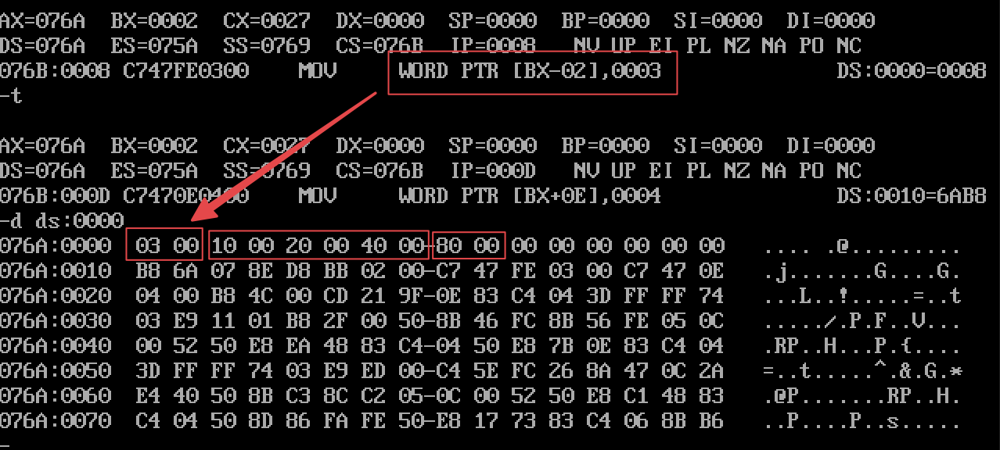 AX=076A BX=0002 CX=0027 DX=0000 SP=0000 BP=0000 SI=0000 DI=0000
DS=076A ES=075A SS=0769 CS=076B IP=0008 NV UP EI PL NZ NA PO NC
076B:0008 C747FE0300 MOV WORD PTR [BX-02],0003 DS:0000=0008
-t
AX=076A BX=0002 CX=0027 DX=0000 SP=0000 BP=0000 SI=0000 DI=0000
DS=076A ES=075A SS=0769 CS=076B IP=000D NV UP EI PL NZ NA PO NC
076B:000D C7470E0400 MOV WORD PTR [BX+0E],0004 DS:0010=6AB8
-d ds:0000
076A:0000 03 00 10 00 20 00 40 00-80 00 00 00 00 00 00 00 .... .@.........
076A:0010 B8 6A 07 8E D8 BB 02 00-C7 47 FE 03 00 C7 47 0E .j.......G....G.
076A:0020 04 00 B8 4C 00 CD 21 9F-0E 83 C4 04 3D FF FF 74 ...L..!.....=..t
076A:0030 03 E9 11 01 B8 2F 00 50-8B 46 FC 8B 56 FE 05 0C ...../.P.F..V...
076A:0040 00 52 50 E8 EA 48 83 C4-04 50 E8 7B 0E 83 C4 04 .RP..H...P.{....
076A:0050 3D FF FF 74 03 E9 ED 00-C4 5E FC 26 8A 47 0C 2A =..t.....^.&.G.*
076A:0060 E4 40 50 8B C3 8C C2 05-0C 00 52 50 E8 C1 48 83 .@P.......RP..H.
076A:0070 C4 04 50 8D 86 FA FE 50-E8 17 73 83 C4 06 8B B6 ..P....P..s.....
-